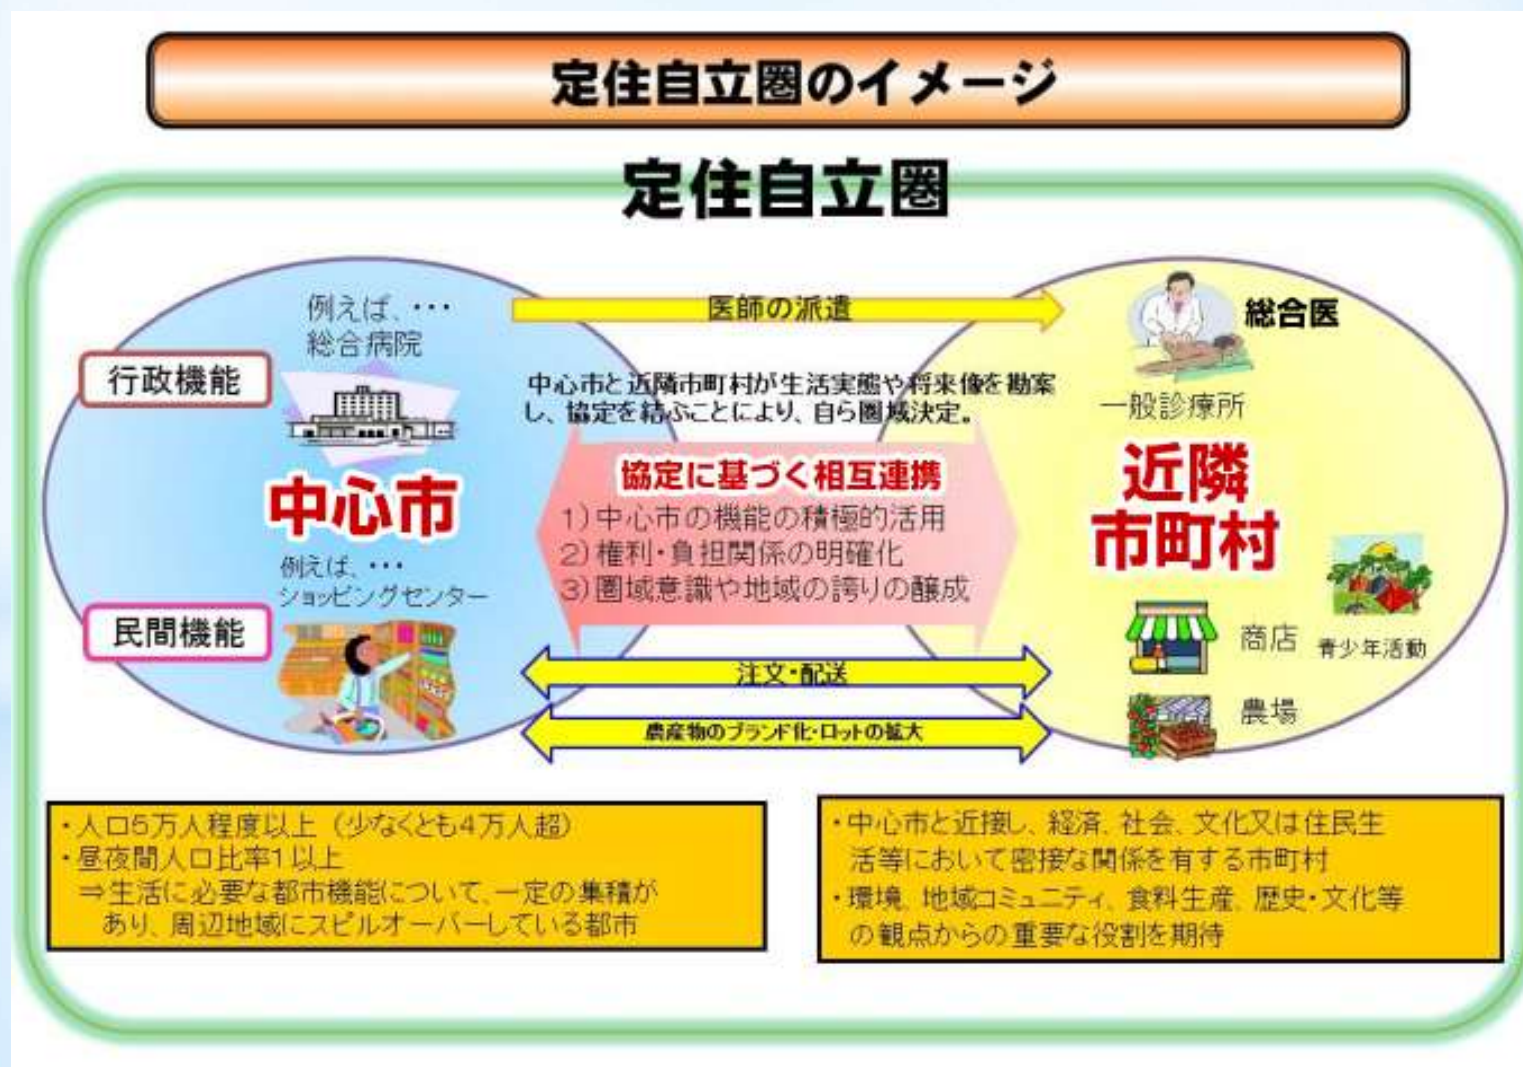 定住自立圏のイメージ
定住自立圏
例えば、・・・
総合病院
行政機能
中心市
例えば、・・・
ショッピングセンター
民間機能
医師の派遣
中心市と近隣市町村が生活実態や将来像を勘案
し、協定を結ぶことにより、自ら圏域決定。
協定に基づく相互連携
1)中心市の機能の積極的活用
2)権利・負担関係の明確化
3)圏域意識や地域の誇りの醸成
注文・配送
農産物のブランド化・ロットの拡大
総合医
一般診療所
近隣
市町村
商店
青少年活動
農場
・人口5万人程度以上（少なくとも4万人超）
・昼夜間人口比率1以上
⇒生活に必要な都市機能について、一定の集積が
あり、周辺地域にスピルオーバーしている都市
・中心市と近接し、経済、社会、文化又は住民生
活等において密接な関係を有する市町村
・環境、地域コミュニティ、食料生産、歴史・文化等
の観点からの重要な役割を期待